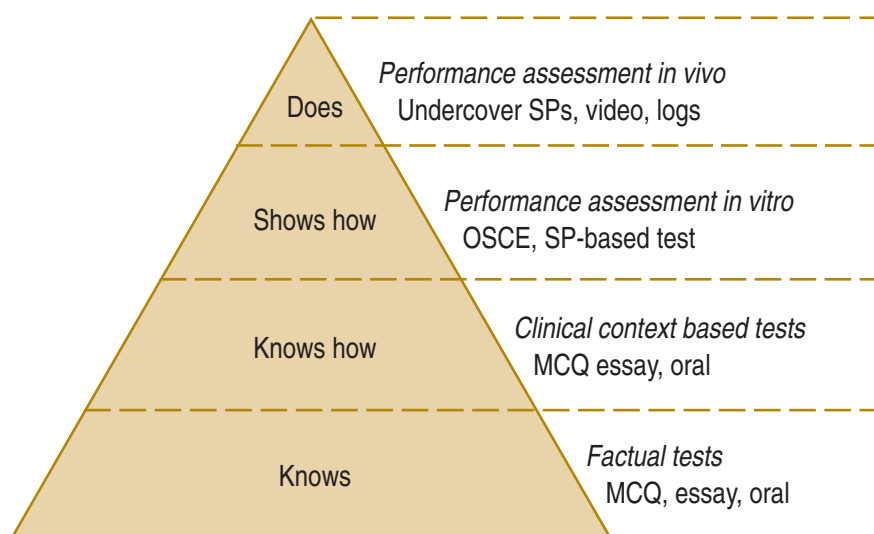 Performance assessment in vivo
Does
Undercover SPs, video, logs
Performance assessment in vitro
Shows how
OSCE, SP-based test
Clinical context based tests
Knows how
MCQ essay, oral
Factual tests
Knows
MCQ, essay, oral